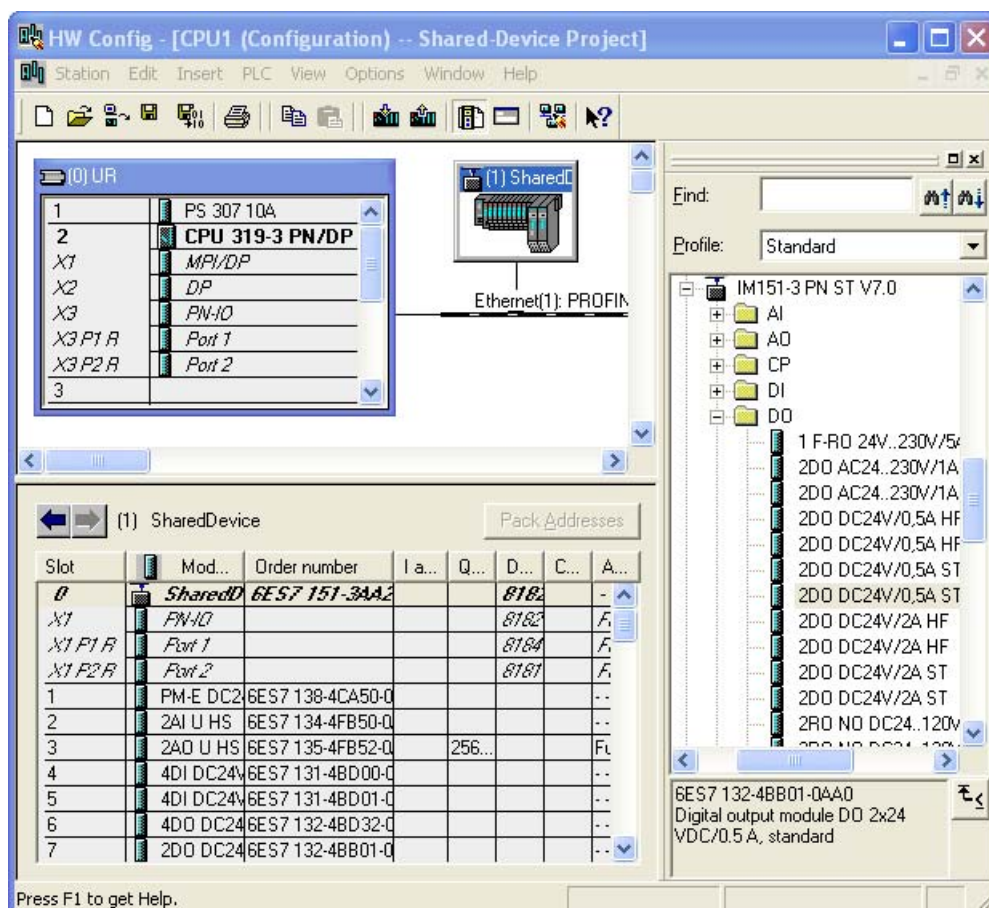 HW Config - [CPU1 (Configuration) -- Shared-Device Project]
Station Edit Insert PLC View Options Window Help
(0) UR
1 PS 307 10A
2 CPU 319-3 PN/DP
X1 MPI/DP
X2 DP
X3 PN-IO
X3 P1 R Port 1
X3 P2 R Port 2
3
(1) SharedD
Ethernet(1): PROFIN
Find:
Profile: Standard
IM151-3 PN ST V7.0
AI
AO
CP
DI
DO
1 F-RO 24V..230V/5A
2DO AC24..230V/1A
2DO AC24..230V/1A
2DO DC24V/0,5A HF
2DO DC24V/0,5A HF
2DO DC24V/0,5A ST
2DO DC24V/0,5A ST
2DO DC24V/2A HF
2DO DC24V/2A HF
2DO DC24V/2A ST
2DO DC24V/2A ST
2RO NO DC24..120V
6ES7 132-4BB01-0AA0
Digital output module DO 2x24
VDC/0.5 A, standard
(1) SharedDevice Pack Addresses
Slot Mod... Order number I a... Q... D... C... A...
0 SharedD 6ES7 151-3AA2 8182 -
X1 PN-IO 8182 F
X1 P1 R Port 1 8184 F
X1 P2 R Port 2 8181 F
1 PM-E DC2 6ES7 138-4CA50-0 - -
2 2AI U HS 6ES7 134-4FB50-0 - -
3 2AO U HS 6ES7 135-4FB52-0 256... Fu
4 4DI DC24V 6ES7 131-4BD00-0 - -
5 4DI DC24V 6ES7 131-4BD01-0 - -
6 4DO DC24 6ES7 132-4BD32-0 - -
7 2DO DC24 6ES7 132-4BB01-0 - -
Press F1 to get Help.